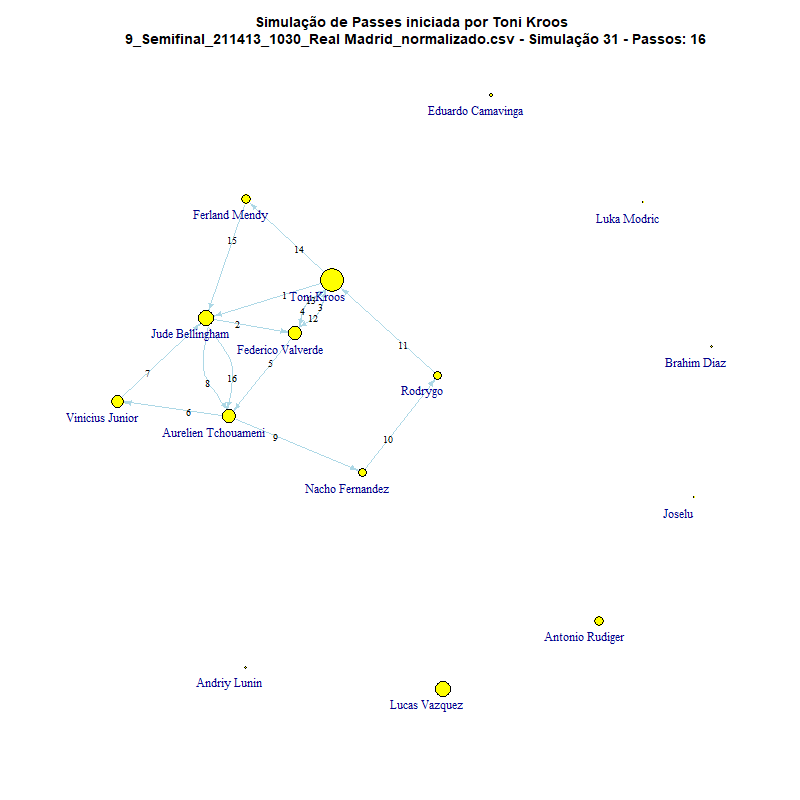 Simulação de Passes iniciada por Toni Kroos
9_Semifinal_211413_1030_Real Madrid_normalizado.csv - Simulação 31 - Passos: 16
Eduardo Camavinga
Ferland Mendy
Luka Modric
15
14
1
Toni Kroos
13
4
3
12
2
Jude Bellingham
Federico Valverde
11
Brahim Diaz
5
7
8
16
Rodrygo
6
Vinicius Junior
Aurelien Tchouameni
9
10
Nacho Fernandez
Joselu
Antonio Rudiger
Andriy Lunin
Lucas Vazquez